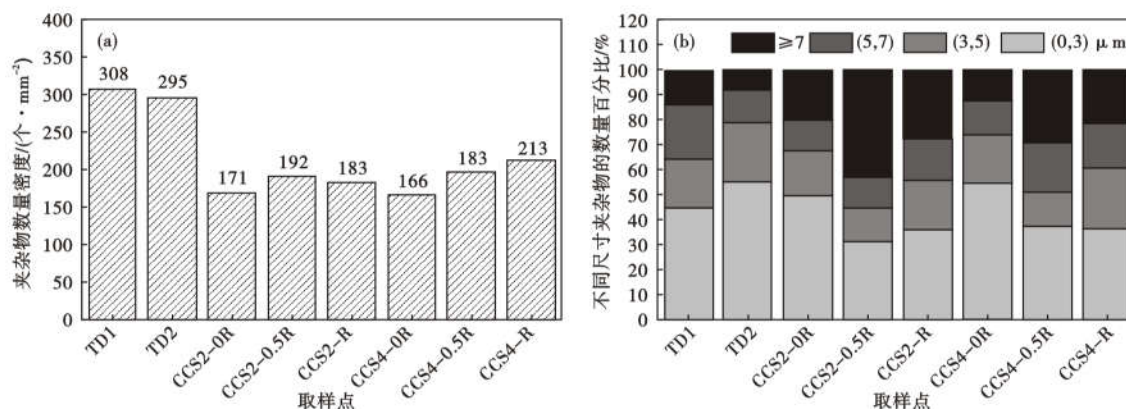 (a)
夹杂物数量密度/(个·mm⁻²)
400
350
300
250
200
150
100
50
0
308
295
171
192
183
166
183
213
TD1
TD2
CCS2-0R
CCS2-0.5R
CCS2-R
CCS4-0R
CCS4-0.5R
CCS4-R
取样点
(b)
≥7
(5,7)
(3,5)
(0,3) μm
不同尺寸夹杂物的数量百分比/%
120
110
100
90
80
70
60
50
40
30
20
10
0
TD1
TD2
CCS2-0R
CCS2-0.5R
CCS2-R
CCS4-0R
CCS4-0.5R
CCS4-R
取样点